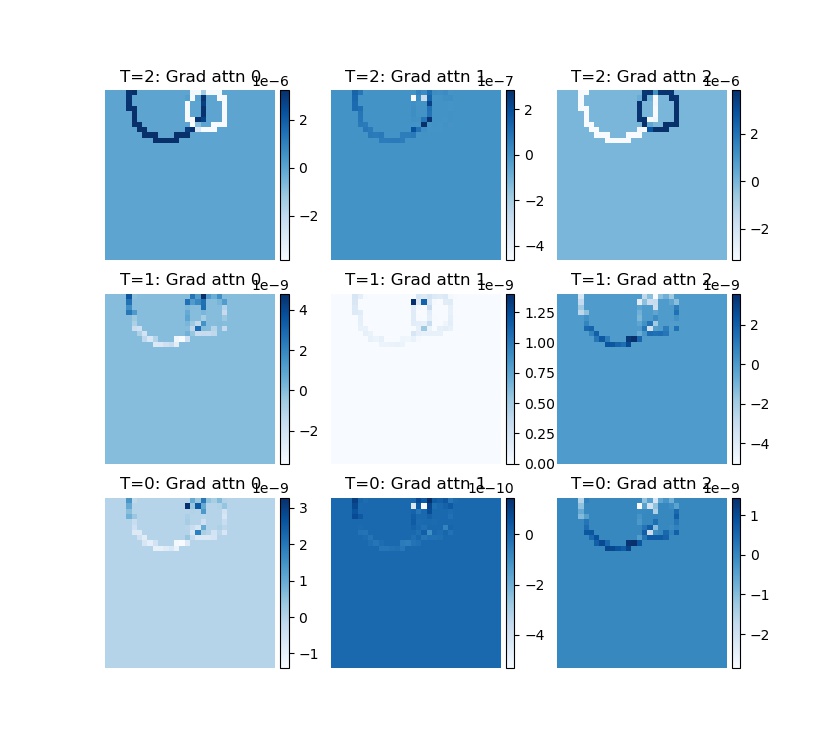 T=2: Grad attn 0
1e−6
2
0
−2
T=2: Grad attn 1
1e−7
2
0
−2
−4
T=2: Grad attn 2
1e−6
2
0
−2
T=1: Grad attn 0
1e−9
4
2
0
−2
T=1: Grad attn 1
1e−9
1.25
1.00
0.75
0.50
0.25
0.00
T=1: Grad attn 2
1e−9
2
0
−2
−4
T=0: Grad attn 0
1e−9
3
2
1
0
−1
T=0: Grad attn 1
1e−10
0
−2
−4
T=0: Grad attn 2
1e−9
1
0
−1
−2